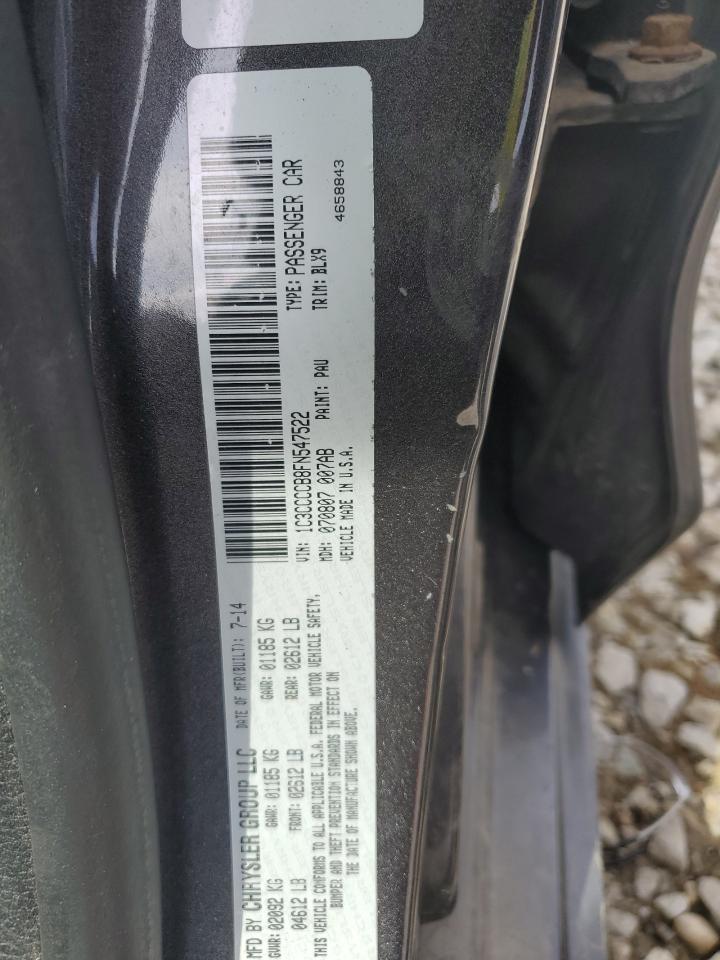 MFD BY CHRYSLER GROUP LLC DATE OF MFR(BUILT): 7-14
GVWR: 02092 KG GAWR: 01185 KG GAWR: 01185 KG
04612 LB FRONT: 02612 LB REAR: 02612 LB
THIS VEHICLE CONFORMS TO ALL APPLICABLE U.S.A. FEDERAL MOTOR VEHICLE SAFETY,
BUMPER AND THEFT PREVENTION STANDARDS IN EFFECT ON
THE DATE OF MANUFACTURE SHOWN ABOVE.
VIN: 1C3CCCCB8FN547522 TYPE: PASSENGER CAR
MDH: 070807 007AB PAINT: PAU TRIM: BLX9
VEHICLE MADE IN U.S.A. 4658843